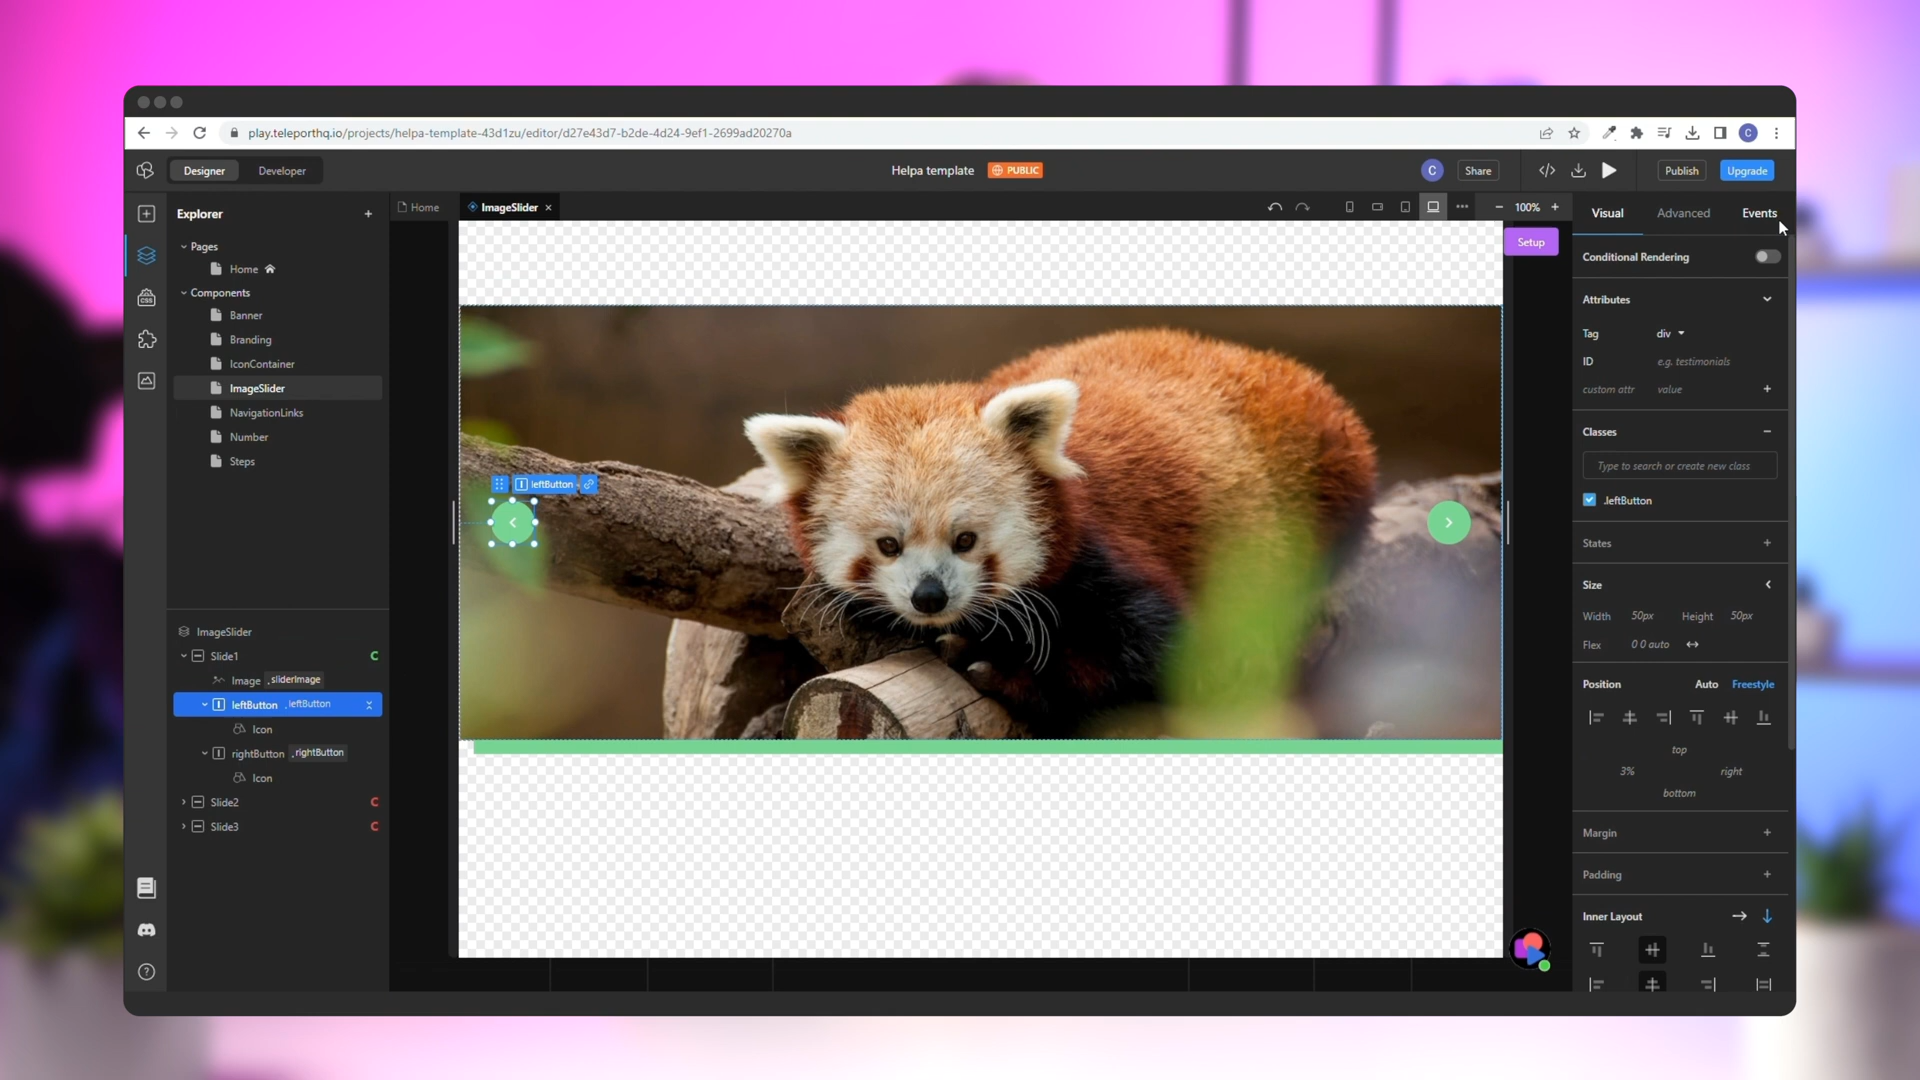 play.teleporthq.io/projects/helpa-template-43d1zu/editor/d27e43d7-b2de-4d24-9ef1-2699ad20270a
C
Designer
Developer
Helpa template
PUBLIC
C
Share
</>
Publish
Upgrade
Explorer
Home
ImageSlider
100%
Visual
Advanced
Events
Pages
Home
Components
Banner
Branding
IconContainer
ImageSlider
NavigationLinks
Number
Steps
CSS
Setup
Conditional Rendering
Attributes
Tag
div
ID
e.g. testimonials
custom attr
value
Classes
Type to search or create new class
.leftButton
States
Size
Width
50px
Height
50px
Flex
0 0 auto
Position
Auto
Freestyle
top
3%
right
bottom
Margin
Padding
Inner Layout
leftButton
ImageSlider
Slide1
C
Image
.sliderImage
leftButton
.leftButton
Icon
rightButton
.rightButton
Icon
Slide2
C
Slide3
C